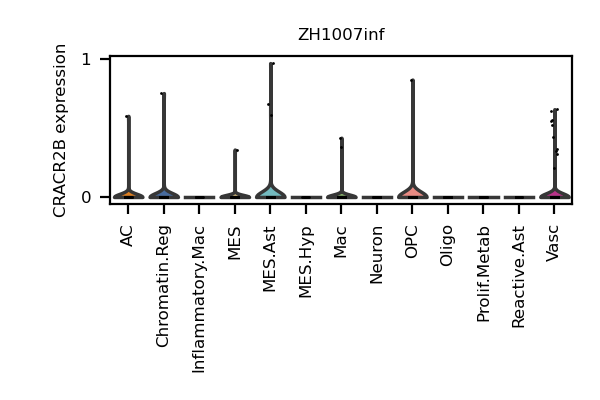 ZH1007inf
CRACR2B expression
1
0
AC
Chromatin.Reg
Inflammatory.Mac
MES
MES.Ast
MES.Hyp
Mac
Neuron
OPC
Oligo
Prolif.Metab
Reactive.Ast
Vasc